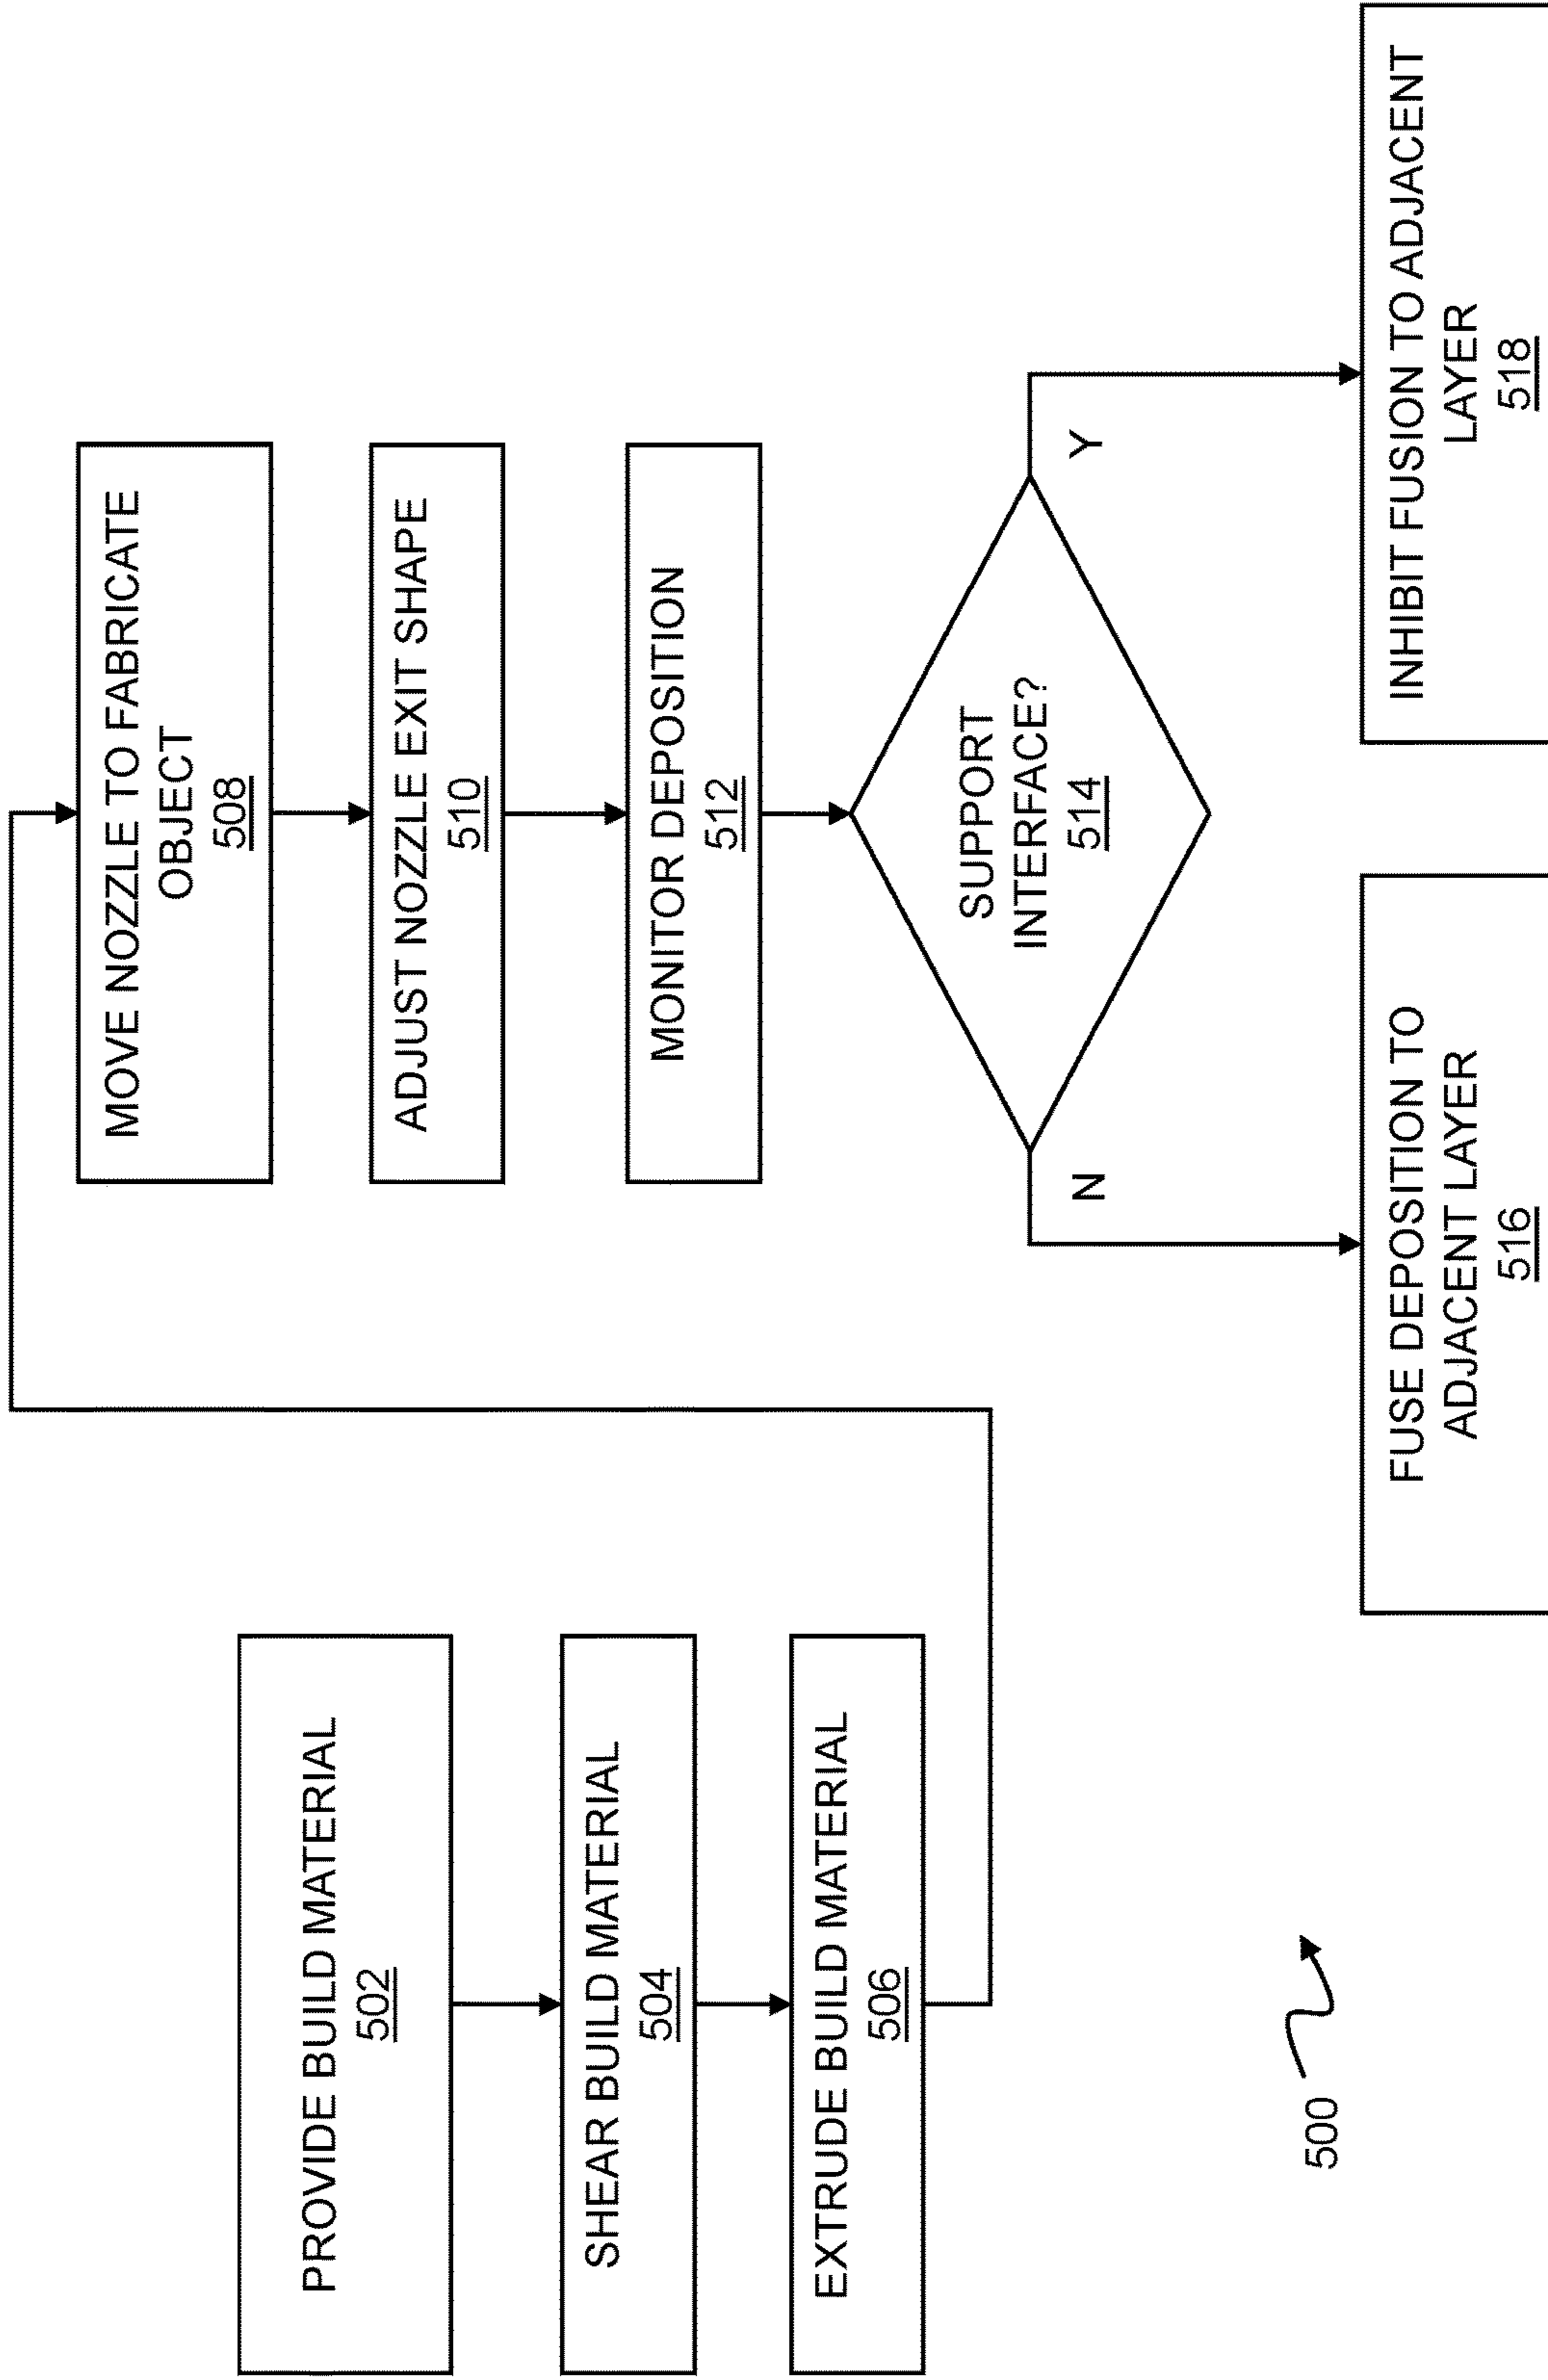 PROVIDE BUILD MATERIAL
502
SHEAR BUILD MATERIAL
504
EXTRUDE BUILD MATERIAL
506
MOVE NOZZLE TO FABRICATE
OBJECT
508
ADJUST NOZZLE EXIT SHAPE
510
MONITOR DEPOSITION
512
SUPPORT
INTERFACE?
514
N
Y
FUSE DEPOSITION TO
ADJACENT LAYER
516
INHIBIT FUSION TO ADJACENT
LAYER
518
500